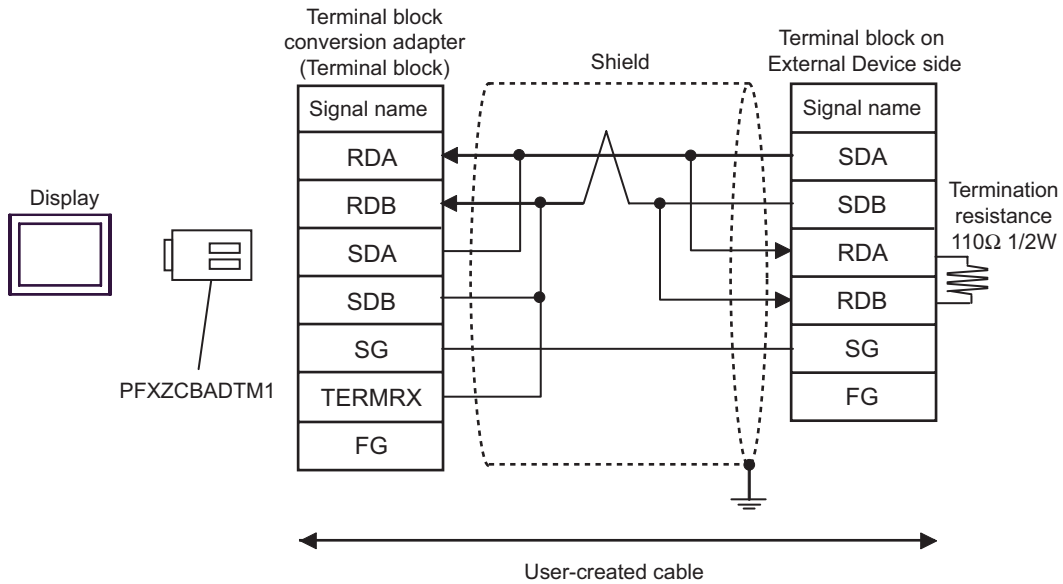 Terminal block
conversion adapter
(Terminal block)
Shield
Terminal block on
External Device side
Signal name
RDA
RDB
SDA
SDB
SG
TERMRX
FG
Display
PFXZCBADTM1
Signal name
SDA
SDB
RDA
RDB
SG
FG
Termination
resistance
110Ω 1/2W
User-created cable